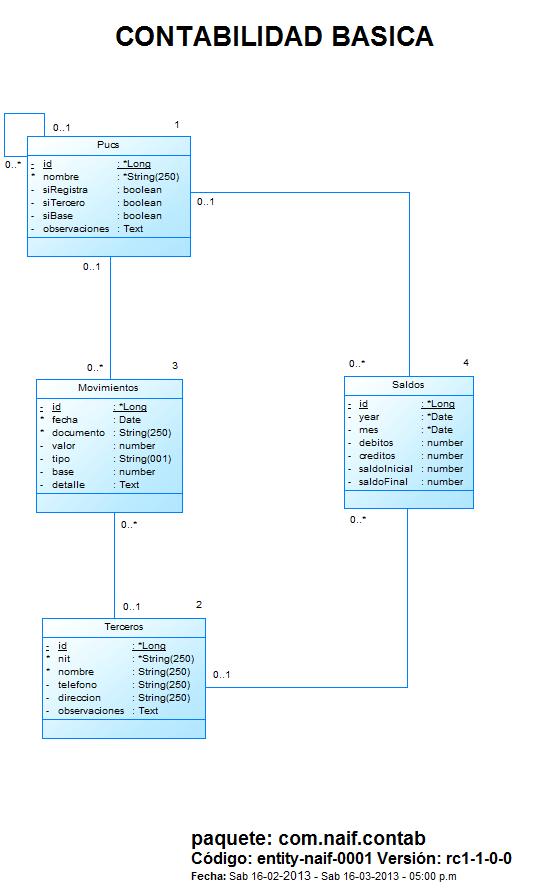 CONTABILIDAD BASICA
0..1 1
Pucs
0..*
- id : *Long
* nombre : *String(250)
- siRegistra : boolean
- siTercero : boolean
- siBase : boolean
- observaciones : Text
0..1
0..1
0..* 3
Movimientos
- id : *Long
* fecha : Date
* documento : String(250)
- valor : number
- tipo : String(001)
- base : number
- detalle : Text
0..*
0..* 4
Saldos
- id : *Long
- year : *Date
- mes : *Date
- debitos : number
- creditos : number
- saldoInicial : number
- saldoFinal : number
0..*
0..1 2
Terceros
- id : *Long
* nit : *String(250)
* nombre : String(250)
- telefono : String(250)
- direccion : String(250)
- observaciones : Text
0..1
paquete: com.naif.contab
Código: entity-naif-0001 Versión: rc1-1-0-0
Fecha: Sab 16-02-2013 - Sab 16-03-2013 - 05:00 p.m